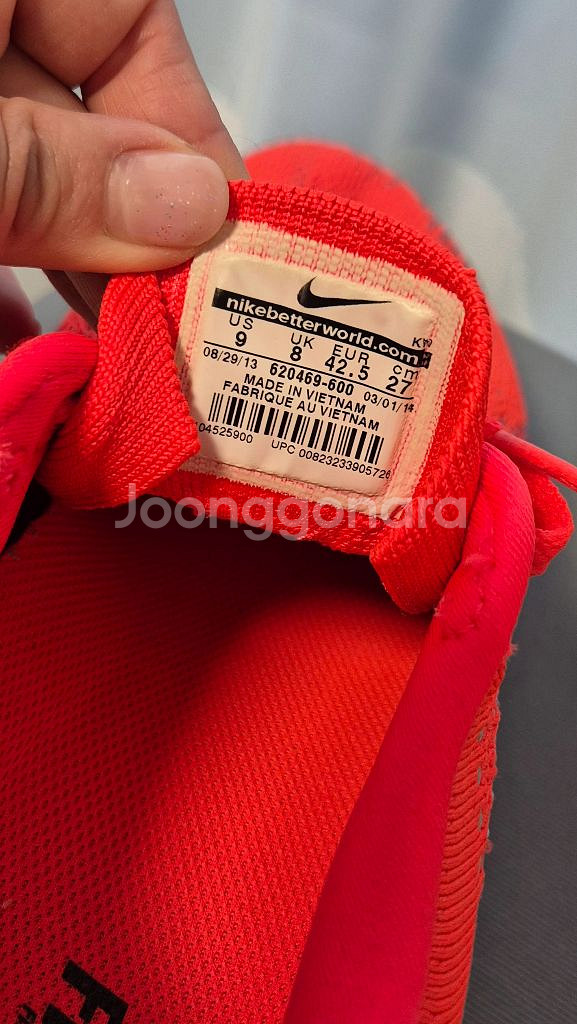 nikebetterworld.com
US UK EUR cm
9 8 42.5 27
08/29/13 620469-600 03/01/14
MADE IN VIETNAM
FABRIQUE AU VIETNAM
UPC 00823233905726
Joonggonara